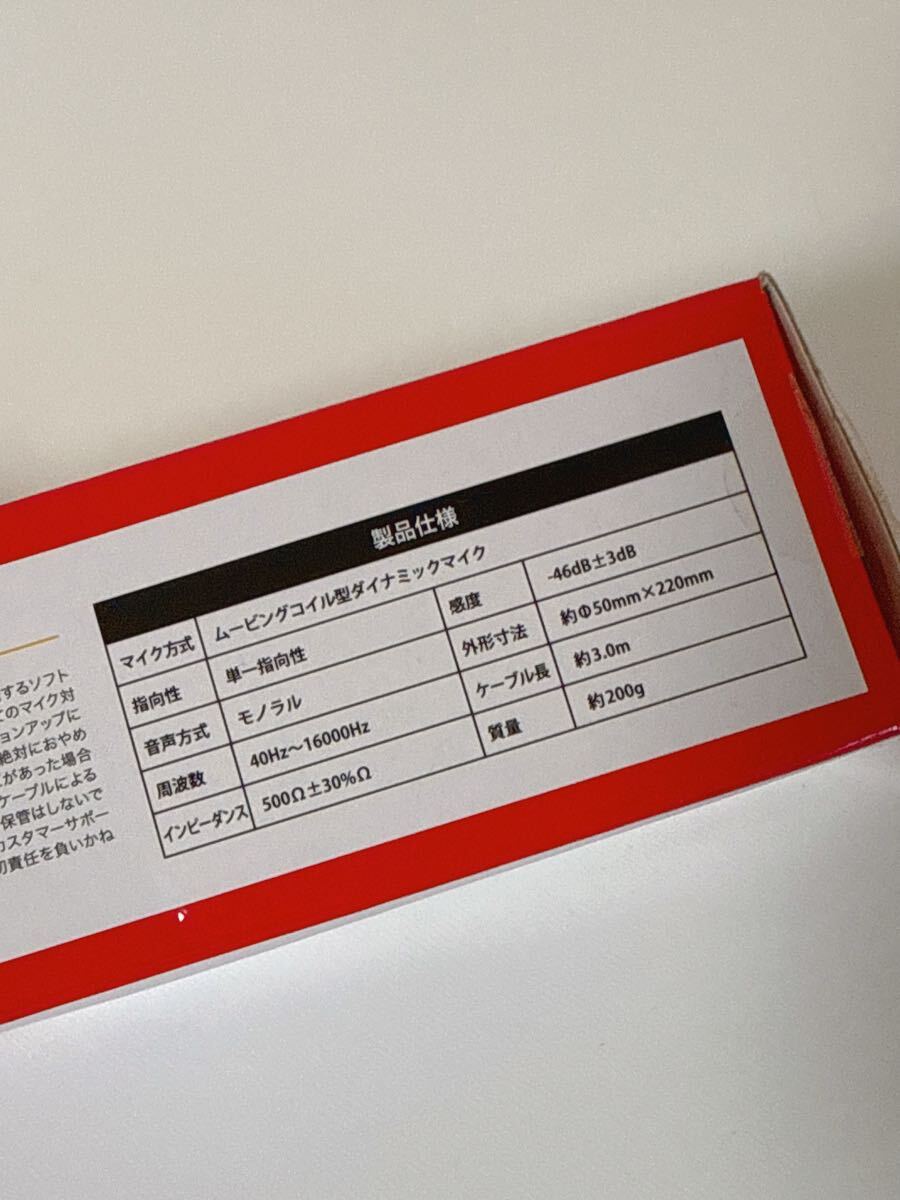 するソフト
てのマイク対
ョンアップに
絶対におやめ
があった場合
ケーブルによる
保管はしないで
カスタマーサポー
切責任を負いかね
製品仕様
マイク方式 ムービングコイル型ダイナミックマイク
指向性 単一指向性 感度 -46dB±3dB
音声方式 モノラル 外形寸法 約Φ50mm×220mm
周波数 40Hz～16000Hz ケーブル長 約3.0m
インピーダンス 500Ω±30%Ω 質量 約200g